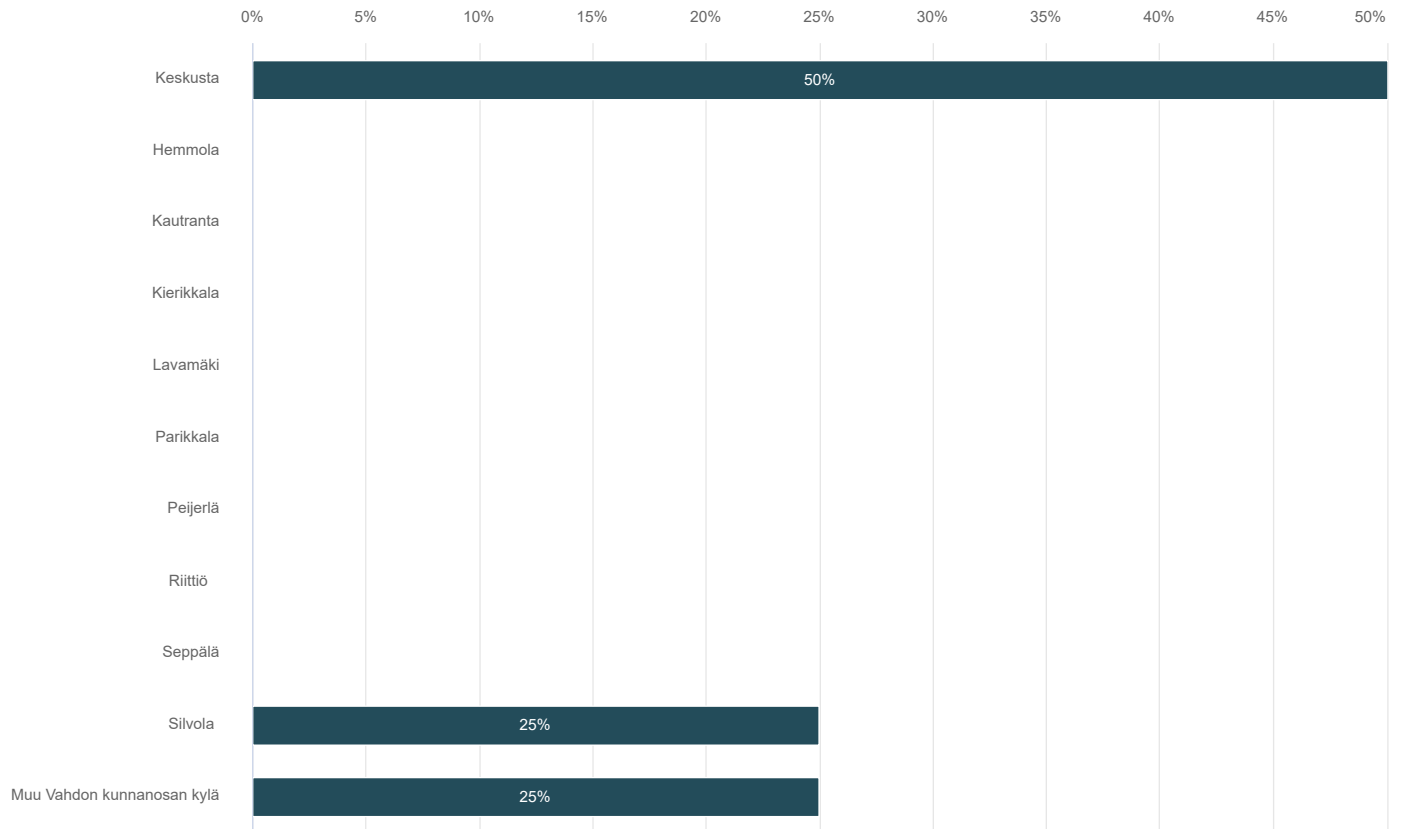 0% 5% 10% 15% 20% 25% 30% 35% 40% 45% 50%
Keskusta 50%
Hemmola
Kautranta
Kierikkala
Lavamäki
Parikkala
Peijerlä
Riittiö
Seppälä
Silvola 25%
Muu Vahdon kunnanosan kylä 25%